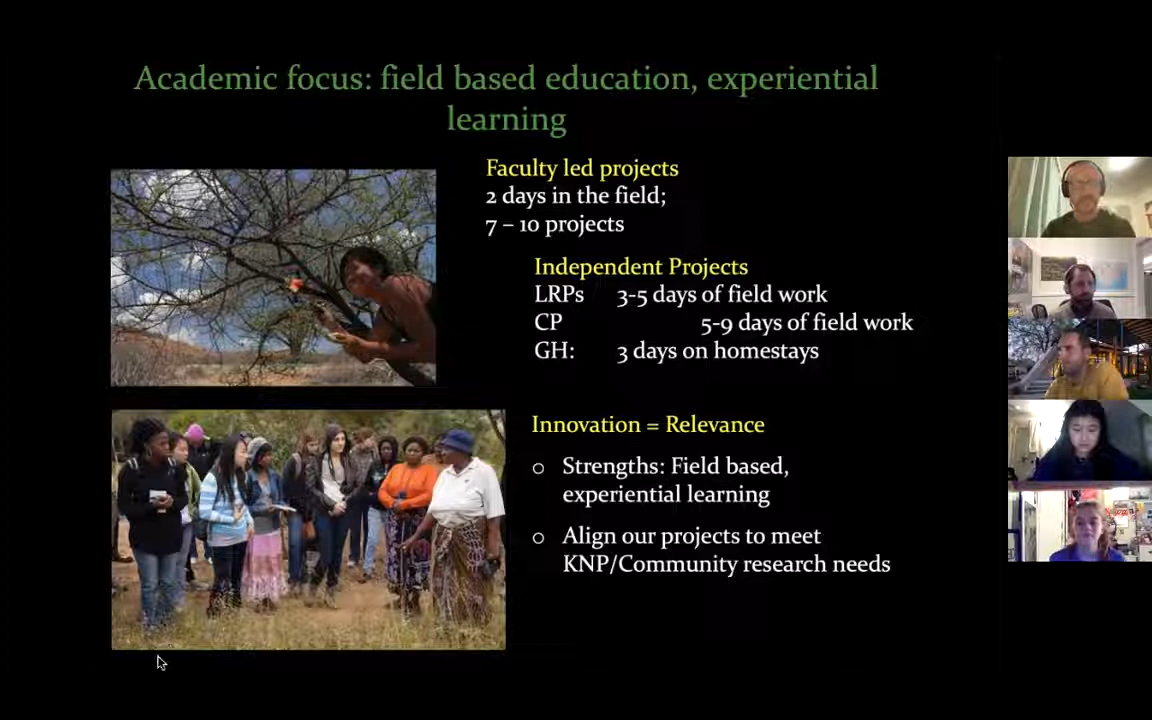 Academic focus: field based education, experiential
learning
Faculty led projects
2 days in the field;
7 – 10 projects
Independent Projects
LRPs 3-5 days of field work
CP 5-9 days of field work
GH: 3 days on homestays
Innovation = Relevance
o Strengths: Field based,
experiential learning
o Align our projects to meet
KNP/Community research needs